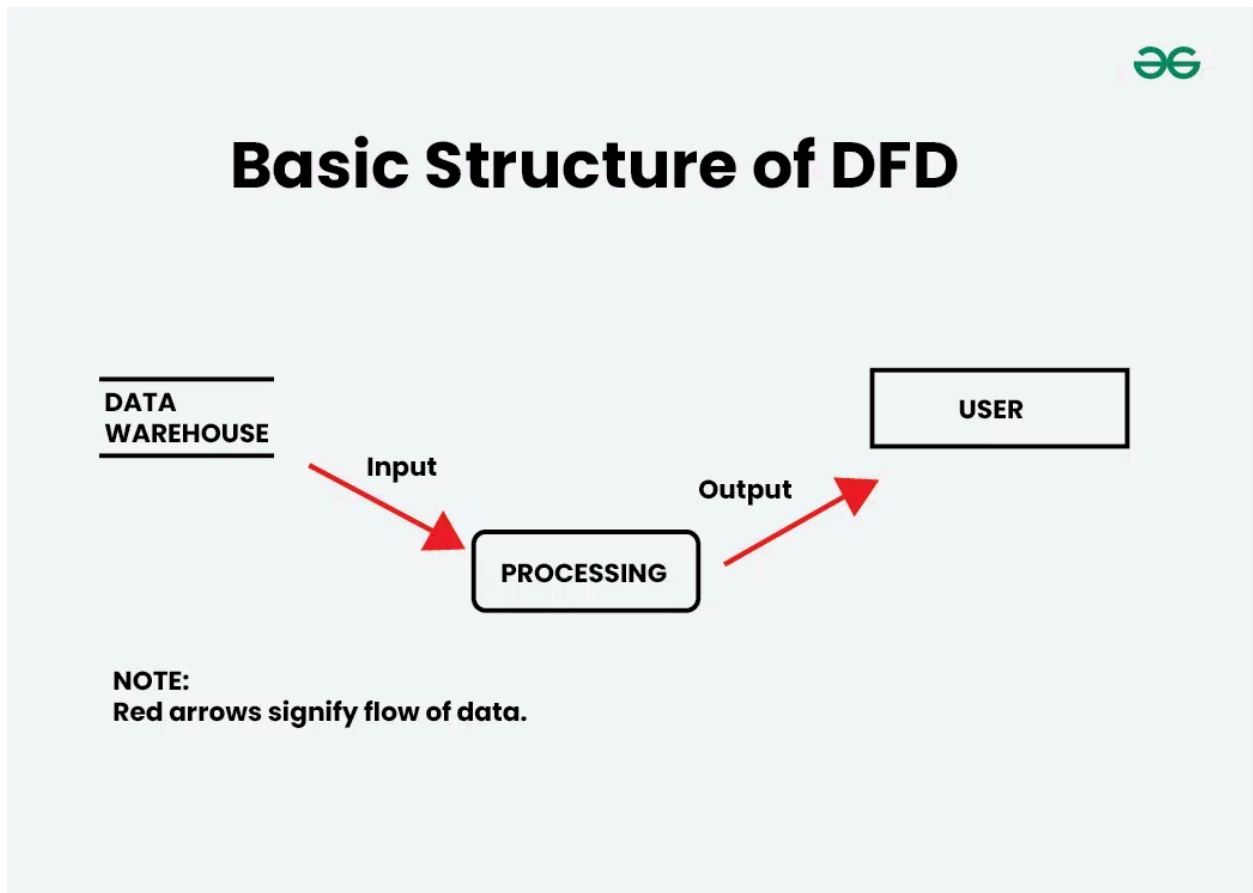 Basic Structure of DFD
DATA
WAREHOUSE
Input
PROCESSING
Output
USER
NOTE:
Red arrows signify flow of data.